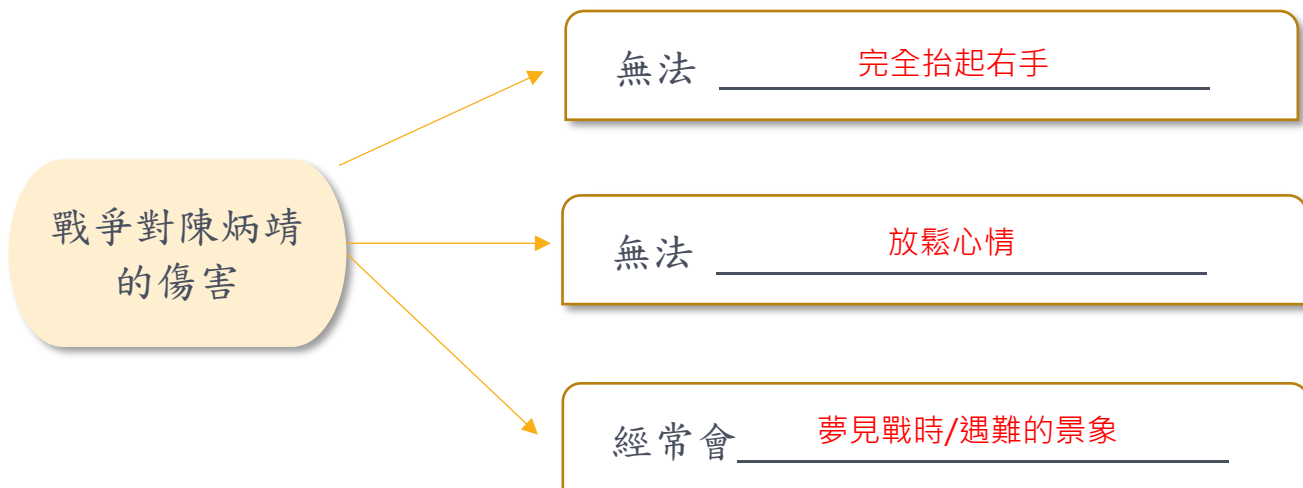 無法 完全抬起右手
戰爭對陳炳靖
的傷害
無法 放鬆心情
經常會 夢見戰時/遇難的景象